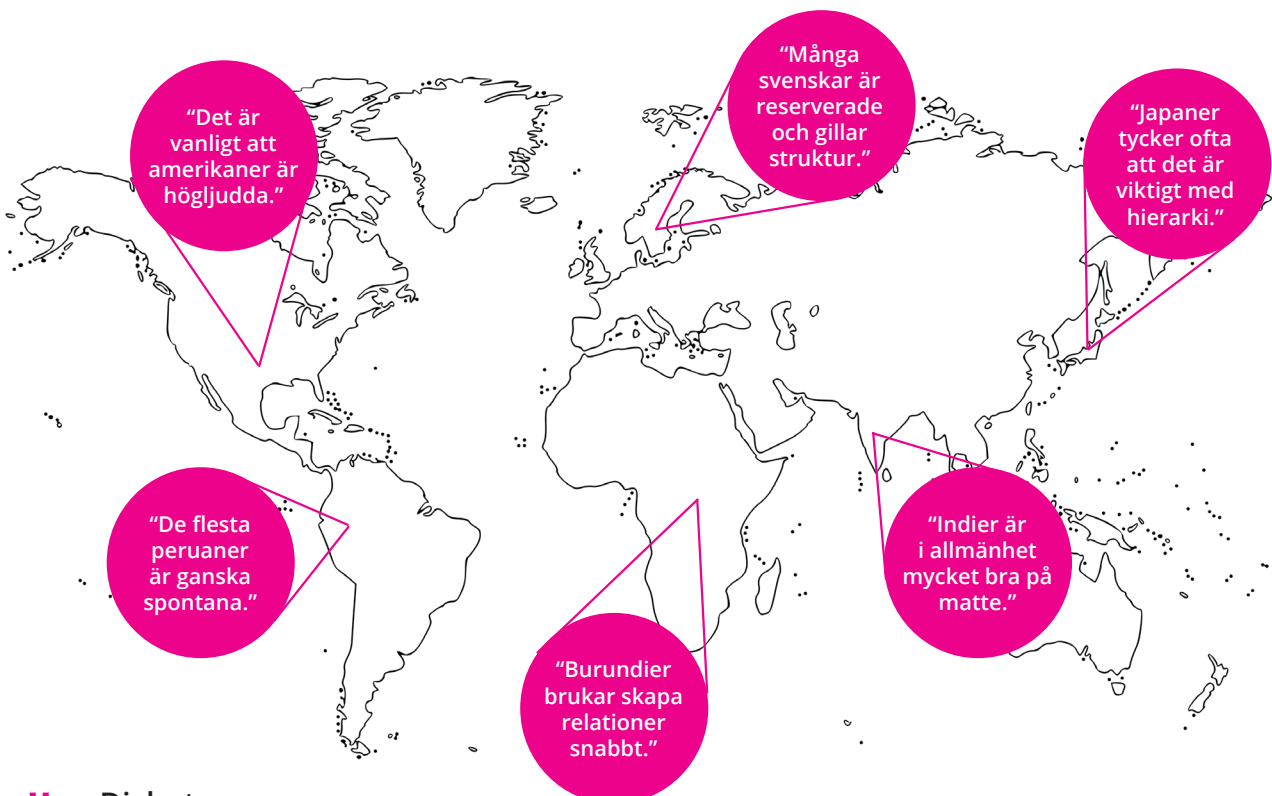 “Det är
vanligt att
amerikaner är
högljudda.”
“Många
svenskar är
reserverade
och gillar
struktur.”
“Japaner
tycker ofta
att det är
viktigt med
hierarki.”
“De flesta
peruaner
är ganska
spontana.”
“Burundier
brukar skapa
relationer
snabbt.”
“Indier är
i allmänhet
mycket bra på
matte.”